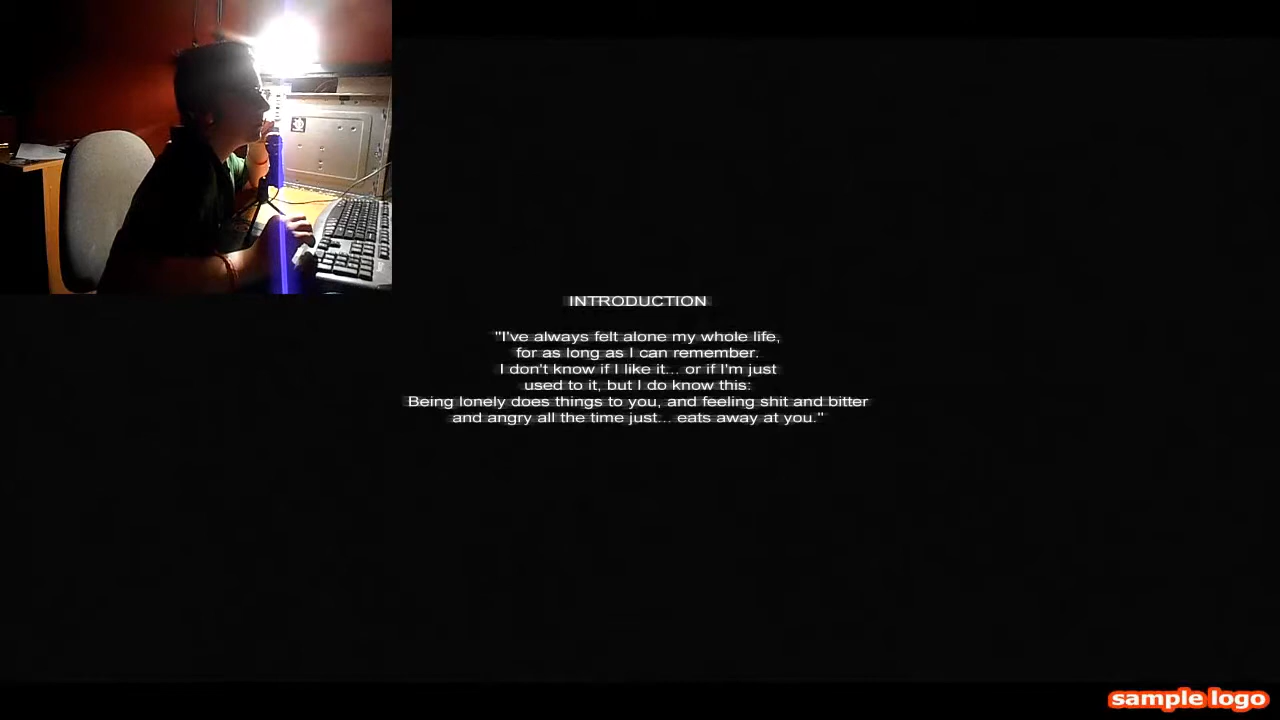 INTRODUCTION
"I've always felt alone my whole life,
for as long as I can remember.
I don't know if I like it... or if I'm just
used to it, but I do know this:
Being lonely does things to you, and feeling shit and bitter
and angry all the time just... eats away at you."
sample logo